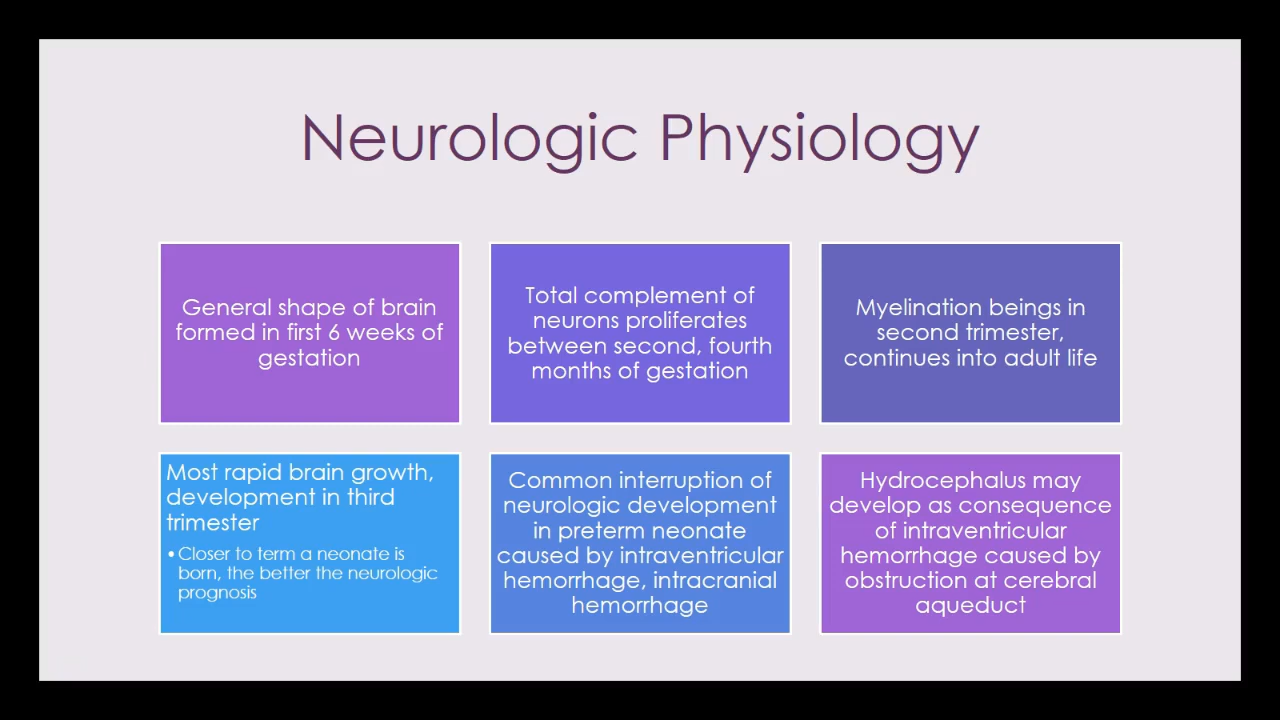 Neurologic Physiology
General shape of brain
formed in first 6 weeks of
gestation
Total complement of
neurons proliferates
between second, fourth
months of gestation
Myelination beings in
second trimester,
continues into adult life
Most rapid brain growth,
development in third
trimester
•Closer to term a neonate is
born, the better the neurologic
prognosis
Common interruption of
neurologic development
in preterm neonate
caused by intraventricular
hemorrhage, intracranial
hemorrhage
Hydrocephalus may
develop as consequence
of intraventricular
hemorrhage caused by
obstruction at cerebral
aqueduct